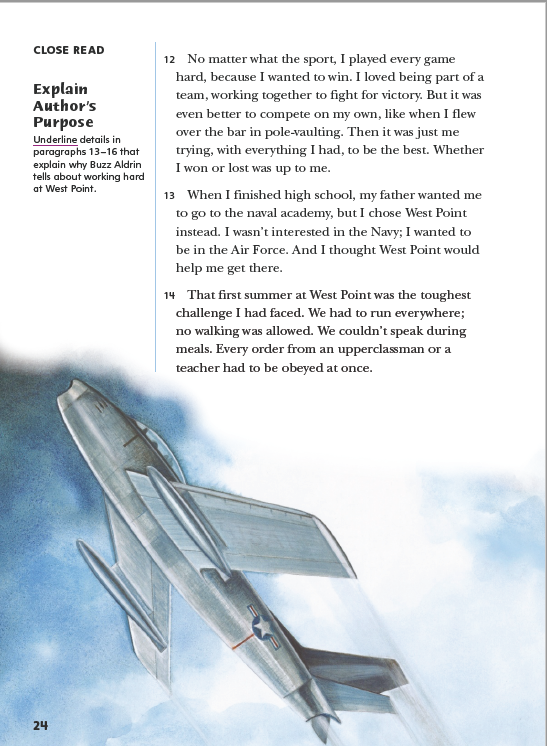 CLOSE READ
Explain
Author's
Purpose
Underline details in
paragraphs 13–16 that
explain why Buzz Aldrin
tells about working hard
at West Point.
12 No matter what the sport, I played every game
hard, because I wanted to win. I loved being part of a
team, working together to fight for victory. But it was
even better to compete on my own, like when I flew
over the bar in pole-vaulting. Then it was just me
trying, with everything I had, to be the best. Whether
I won or lost was up to me.
13 When I finished high school, my father wanted me
to go to the naval academy, but I chose West Point
instead. I wasn't interested in the Navy; I wanted to
be in the Air Force. And I thought West Point would
help me get there.
14 That first summer at West Point was the toughest
challenge I had faced. We had to run everywhere;
no walking was allowed. We couldn't speak during
meals. Every order from an upperclassman or a
teacher had to be obeyed at once.
24